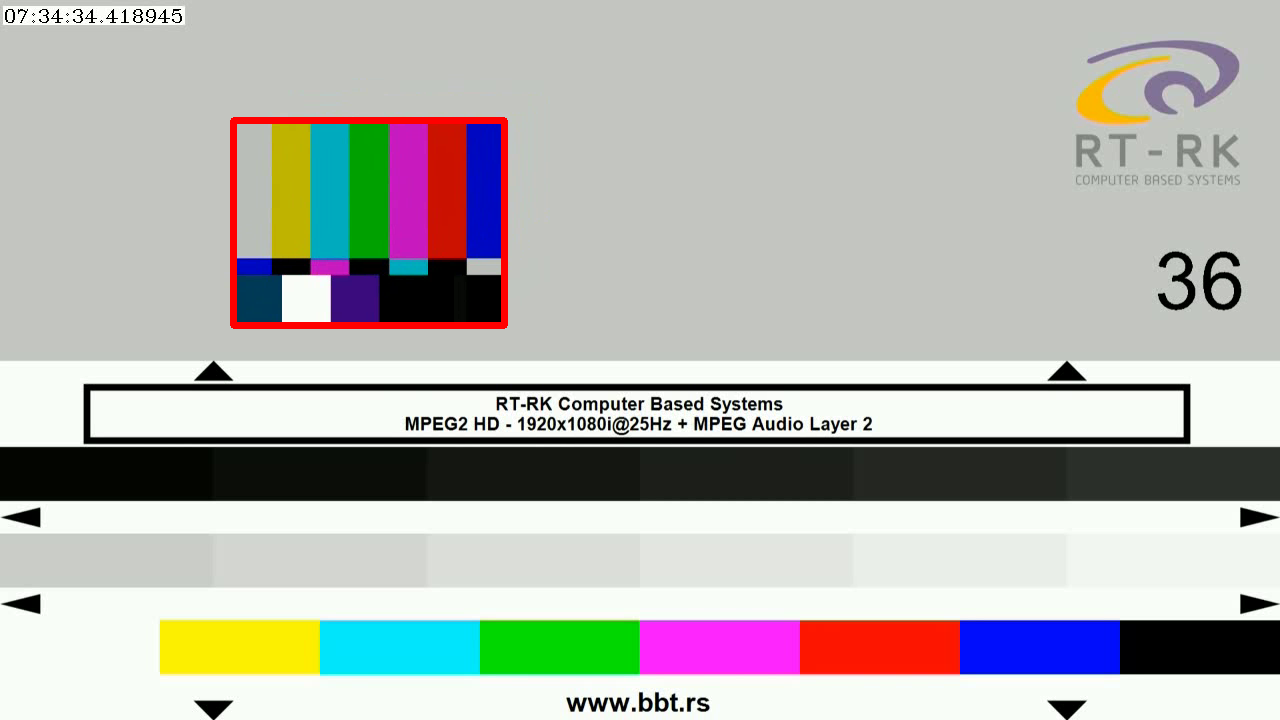 07:34:34.418945
RT-RK
COMPUTER BASED SYSTEMS
36
RT-RK Computer Based Systems
MPEG2 HD - 1920x1080i@25Hz + MPEG Audio Layer 2
www.bbt.rs